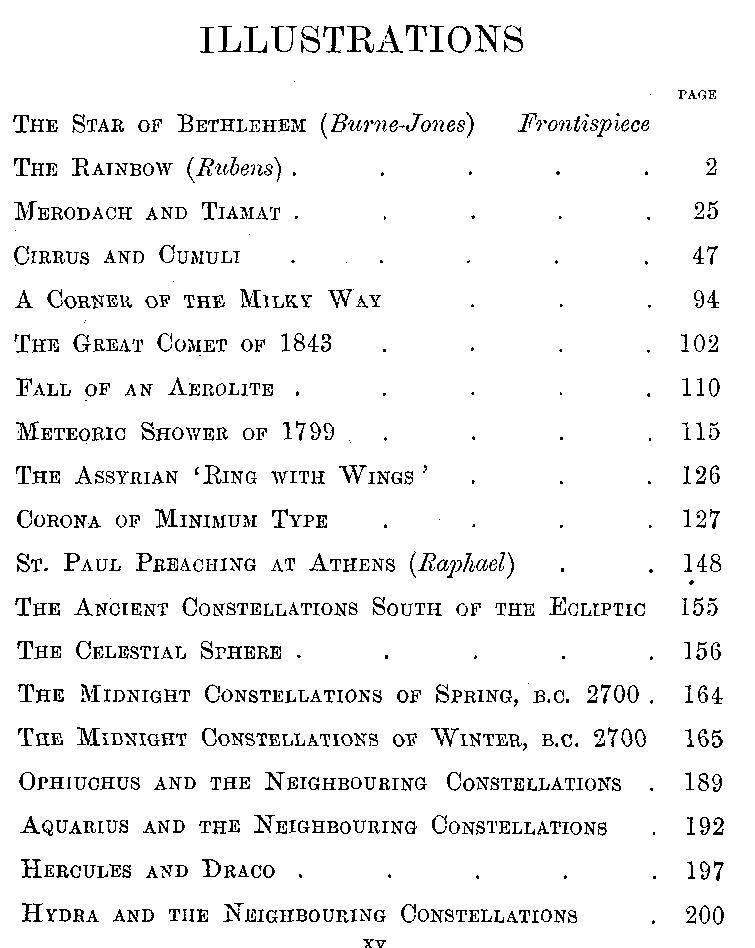 ILLUSTRATIONS
PAGE
THE STAR OF BETHLEHEM (Burne-Jones) Frontispiece
THE RAINBOW (Rubens) . . . . . 2
MERODACH AND TIAMAT . . . . . 25
CIRRUS AND CUMULI . . . . . 47
A CORNER OF THE MILKY WAY . . . 94
THE GREAT COMET OF 1843 . . . . 102
FALL OF AN AEROLITE . . . . . 110
METEORIC SHOWER OF 1799 . . . . 115
THE ASSYRIAN ‘RING WITH WINGS’ . . . 126
CORONA OF MINIMUM TYPE . . . . 127
ST. PAUL PREACHING AT ATHENS (Raphael) . . 148
THE ANCIENT CONSTELLATIONS SOUTH OF THE ECLIPTIC 155
THE CELESTIAL SPHERE . . . . . 156
THE MIDNIGHT CONSTELLATIONS OF SPRING, B.C. 2700 . 164
THE MIDNIGHT CONSTELLATIONS OF WINTER, B.C. 2700 165
OPHIUCHUS AND THE NEIGHBOURING CONSTELLATIONS . 189
AQUARIUS AND THE NEIGHBOURING CONSTELLATIONS . 192
HERCULES AND DRACO . . . . . 197
HYDRA AND THE NEIGHBOURING CONSTELLATIONS . 200
xv